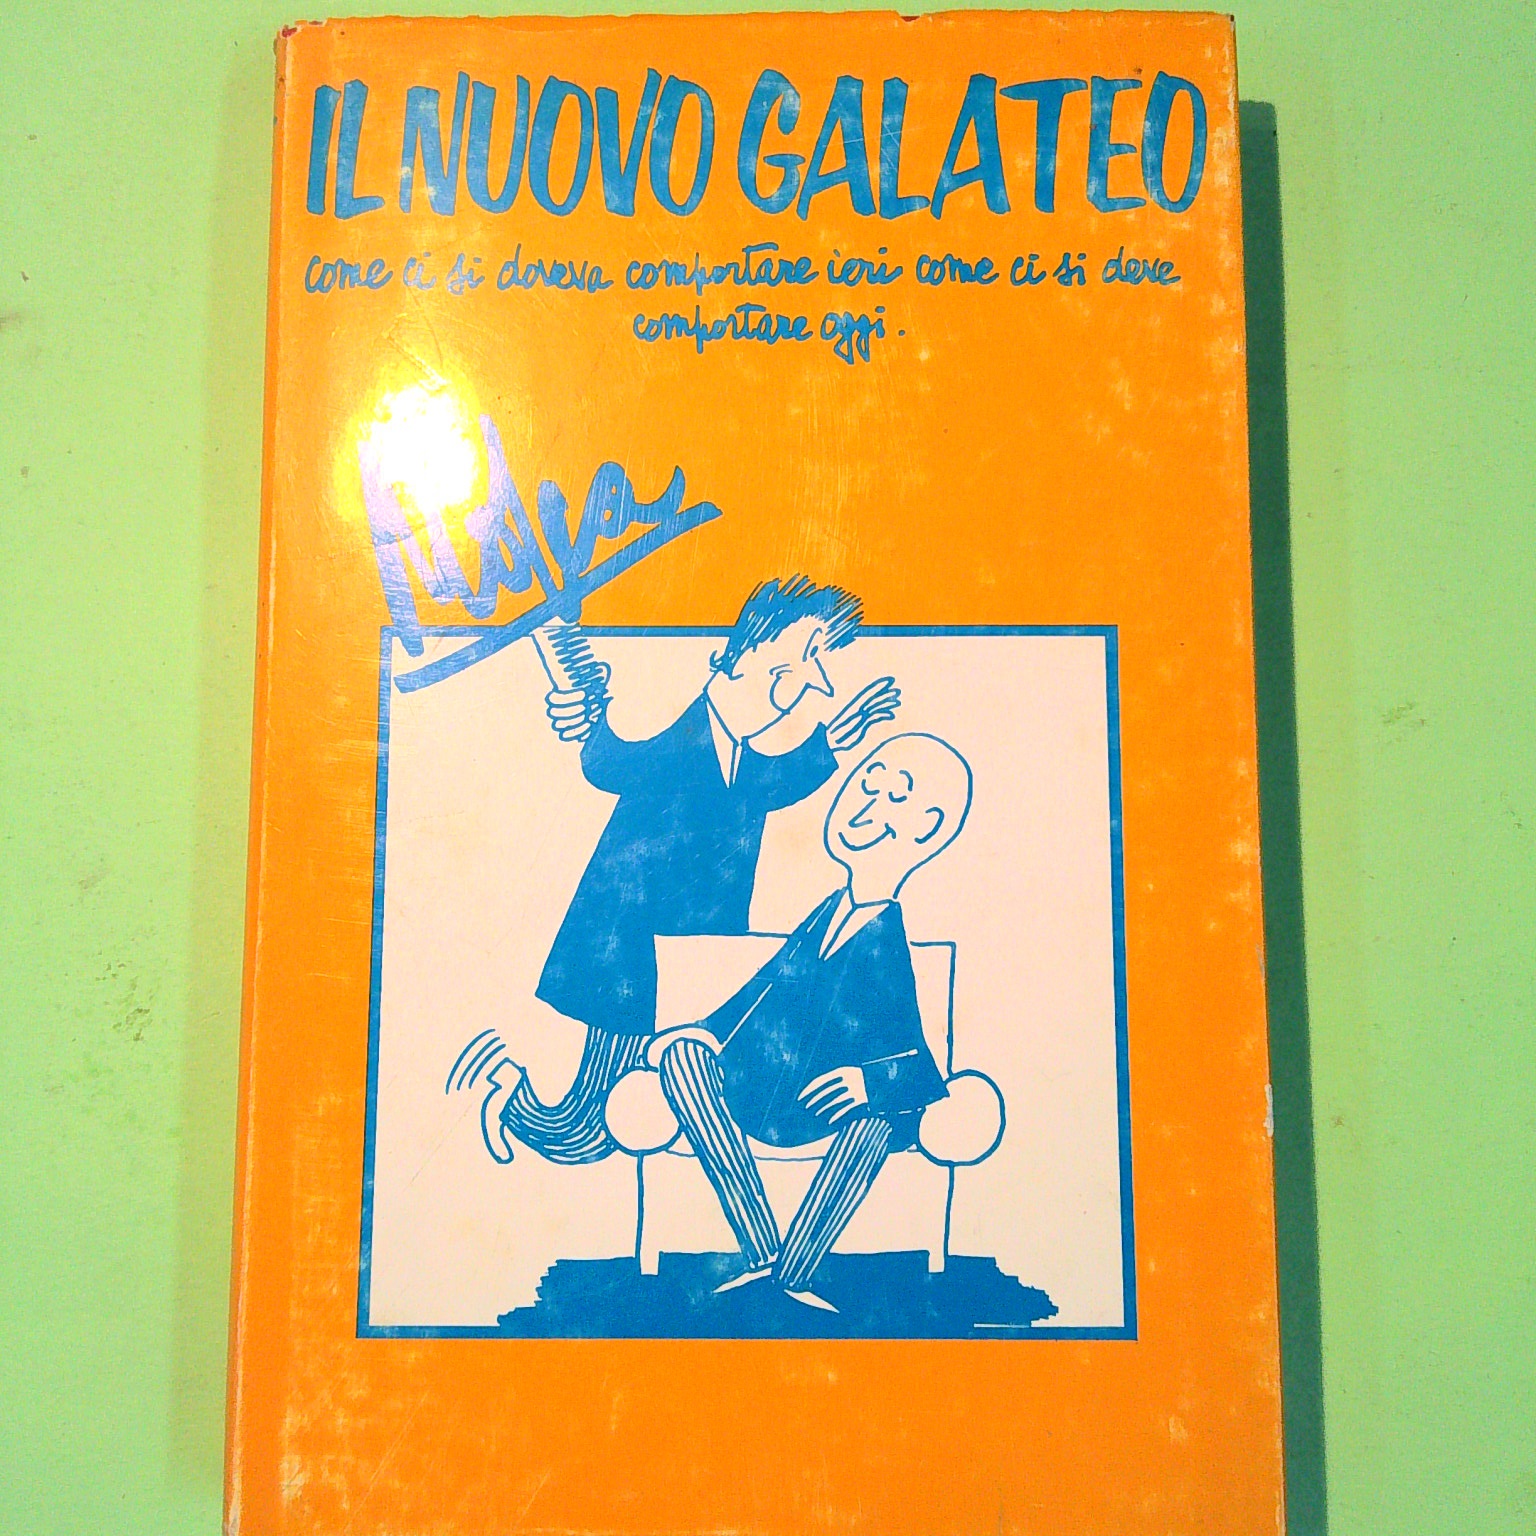 IL NUOVO GALATEO
come ci si doveva comportare ieri come ci si deve
comportare oggi.